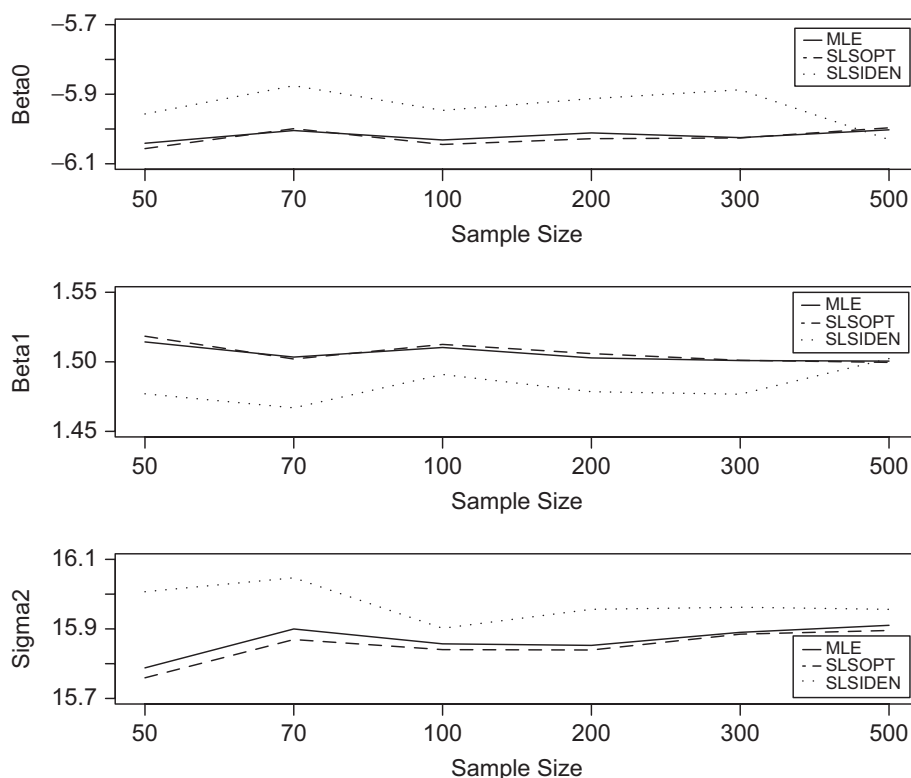 −5.7
−5.9
−6.1
Beta0
MLE
SLSOPT
SLSIDEN
50 70 100 200 300 500
Sample Size
1.55
1.50
1.45
Beta1
MLE
SLSOPT
SLSIDEN
50 70 100 200 300 500
Sample Size
16.1
15.9
15.7
Sigma2
MLE
SLSOPT
SLSIDEN
50 70 100 200 300 500
Sample Size